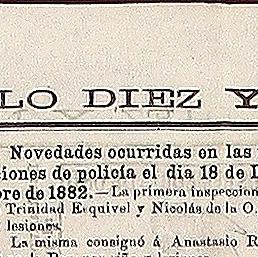 LO DIEZ Y
Novedades ocurridas en las
ciones de policía el dia 18 de D
bre de 1882.—La primera inspeccion
Trinidad Esquivel y Nicolás de la O.
lesiones.
La misma consignó á Anastasio R